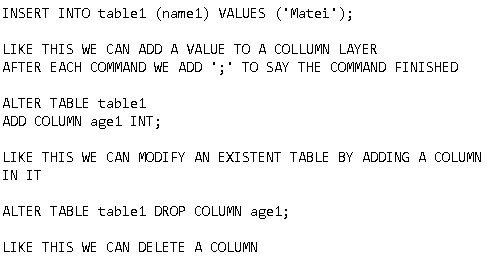 INSERT INTO table1 (name1) VALUES ('Matei');
LIKE THIS WE CAN ADD A VALUE TO A COLLUMN LAYER
AFTER EACH COMMAND WE ADD ';' TO SAY THE COMMAND FINISHED
ALTER TABLE table1
ADD COLUMN age1 INT;
LIKE THIS WE CAN MODIFY AN EXISTENT TABLE BY ADDING A COLUMN
IN IT
ALTER TABLE table1 DROP COLUMN age1;
LIKE THIS WE CAN DELETE A COLUMN